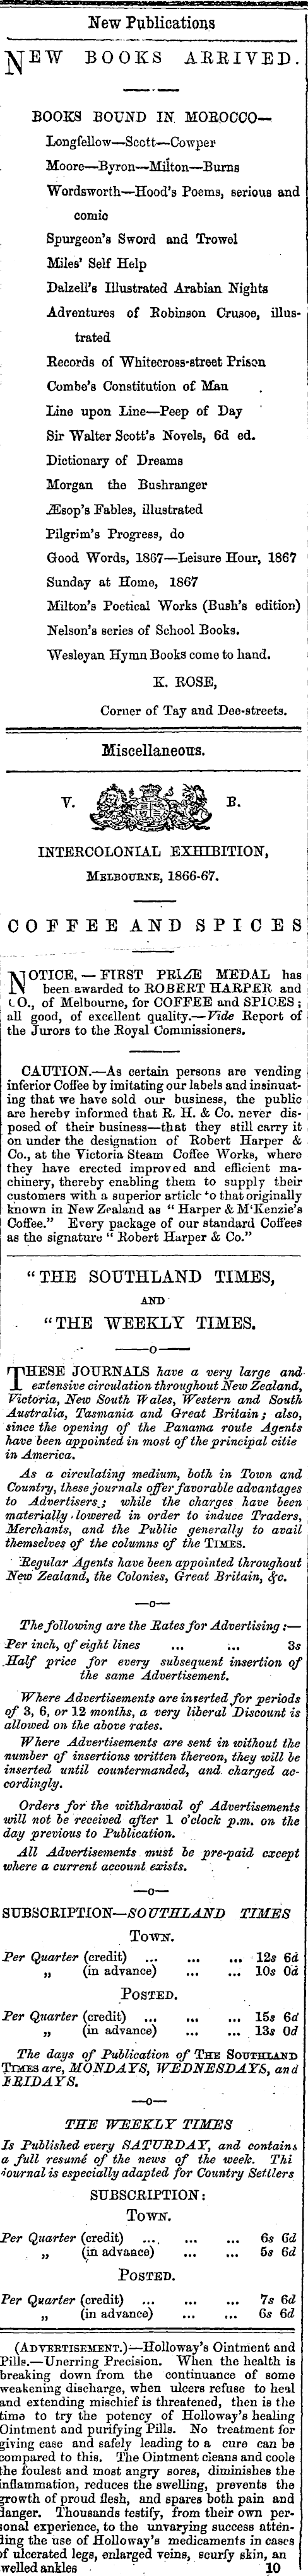 New Publications
NEW BOOKS ARRIVED.
BOOKS BOUND IN MOROCCO—
Longfellow—Scott—Cowper
Moore—Byron—Milton—Burns
Wordsworth—Hood's Poems, serious and
comic
Spurgeon's Sword and Trowel
Miles' Self Help
Dalzell's Illustrated Arabian Nights
Adventures of Robinson Crusoe, illus-
trated
Records of Whitecross-street Prison
Combe's Constitution of Man
Line upon Line—Peep of Day
Sir Walter Scott's Novels, 6d ed.
Dictionary of Dreams
Morgan the Bushranger
Æsop's Fables, illustrated
Pilgrim's Progress, do
Good Words, 1867—Leisure Hour, 1867
Sunday at Home, 1867
Milton's Poetical Works (Bush's edition)
Nelson's series of School Books.
Wesleyan Hymn Books come to hand.
K. ROSE,
Corner of Tay and Dee-streets.
Miscellaneous.
V. R.
INTERCOLONIAL EXHIBITION,
MELBOURNE, 1866-67.
COFFEE AND SPICES
NOTICE.—FIRST PRIZE MEDAL has
been awarded to ROBERT HARPER and
CO., of Melbourne, for COFFEE and SPICES;
all good, of excellent quality.—Vide Report of
the Jurors to the Royal Commissioners.
CAUTION.—As certain persons are vending
inferior Coffee by imitating our labels and insinuat-
ing that we have sold our business, the public
are hereby informed that R. H. & Co. never dis-
posed of their business—that they still carry it
on under the designation of Robert Harper &
Co., at the Victoria Steam Coffee Works, where
they have erected improved and efficient ma-
chinery, thereby enabling them to supply their
customers with a superior article to that originally
known in New Zealand as "Harper & M'Kenzie's
Coffee." Every package of our standard Coffees
as the signature "Robert Harper & Co."
"THE SOUTHLAND TIMES,
AND
"THE WEEKLY TIMES.
THESE JOURNALS have a very large and
extensive circulation throughout New Zealand,
Victoria, New South Wales, Western and South
Australia, Tasmania and Great Britain; also,
since the opening of the Panama route Agents
have been appointed in most of the principal citie
in America.
As a circulating medium, both in Town and
Country, these journals offer favorable advantages
to Advertisers; while the charges have been
materially lowered in order to induce Traders,
Merchants, and the Public generally to avail
themselves of the columns of the TIMES.
Regular Agents have been appointed throughout
New Zealand, the Colonies, Great Britain, &c.
The following are the Rates for Advertising:—
Per inch, of eight lines ... ... 3s
Half price for every subsequent insertion of
the same Advertisement.
Where Advertisements are inserted for periods
of 3, 6, or 12 months, a very liberal Discount is
allowed on the above rates.
Where Advertisements are sent in without the
number of insertions written thereon, they will be
inserted until countermanded, and charged ac-
cordingly.
Orders for the withdrawal of Advertisements
will not be received after 1 o'clock p.m. on the
day previous to Publication.
All Advertisements must be pre-paid except
where a current account exists.
SUBSCRIPTION—SOUTHLAND TIMES
TOWN.
Per Quarter (credit) ... ... ... 12s 6d
„ (in advance) ... ... 10s 0d
POSTED.
Per Quarter (credit) ... ... ... 15s 6d
„ (in advance) ... ... 13s 0d
The days of Publication of THE SOUTHLAND
TIMES are, MONDAYS, WEDNESDAYS, and
FRIDAYS.
THE WEEKLY TIMES
Is Published every SATURDAY, and contains
a full resumé of the news of the week. Thi
journal is especially adapted for Country Settlers
SUBSCRIPTION:
TOWN.
Per Quarter (credit) ... ... ... 6s 6d
„ (in advance) ... ... 5s 6d
POSTED.
Per Quarter (credit) ... ... ... 7s 6d
„ (in advance) ... ... 6s 6d
(ADVERTISEMENT.)—Holloway's Ointment and
Pills.—Unerring Precision. When the health is
breaking down from the continuance of some
weakening discharge, when ulcers refuse to heal
and extending mischief is threatened, then is the
time to try the potency of Holloway's healing
Ointment and purifying Pills. No treatment for
giving ease and safely leading to a cure can be
compared to this. The Ointment cleans and coole
the foulest and most angry sores, diminishes the
inflammation, reduces the swelling, prevents the
growth of proud flesh, and spares both pain and
danger. Thousands testify, from their own per-
sonal experience, to the unvarying success atten-
ding the use of Holloway's medicaments in cases
of ulcerated legs, enlarged veins, scurfy skin, an
welled ankles 10